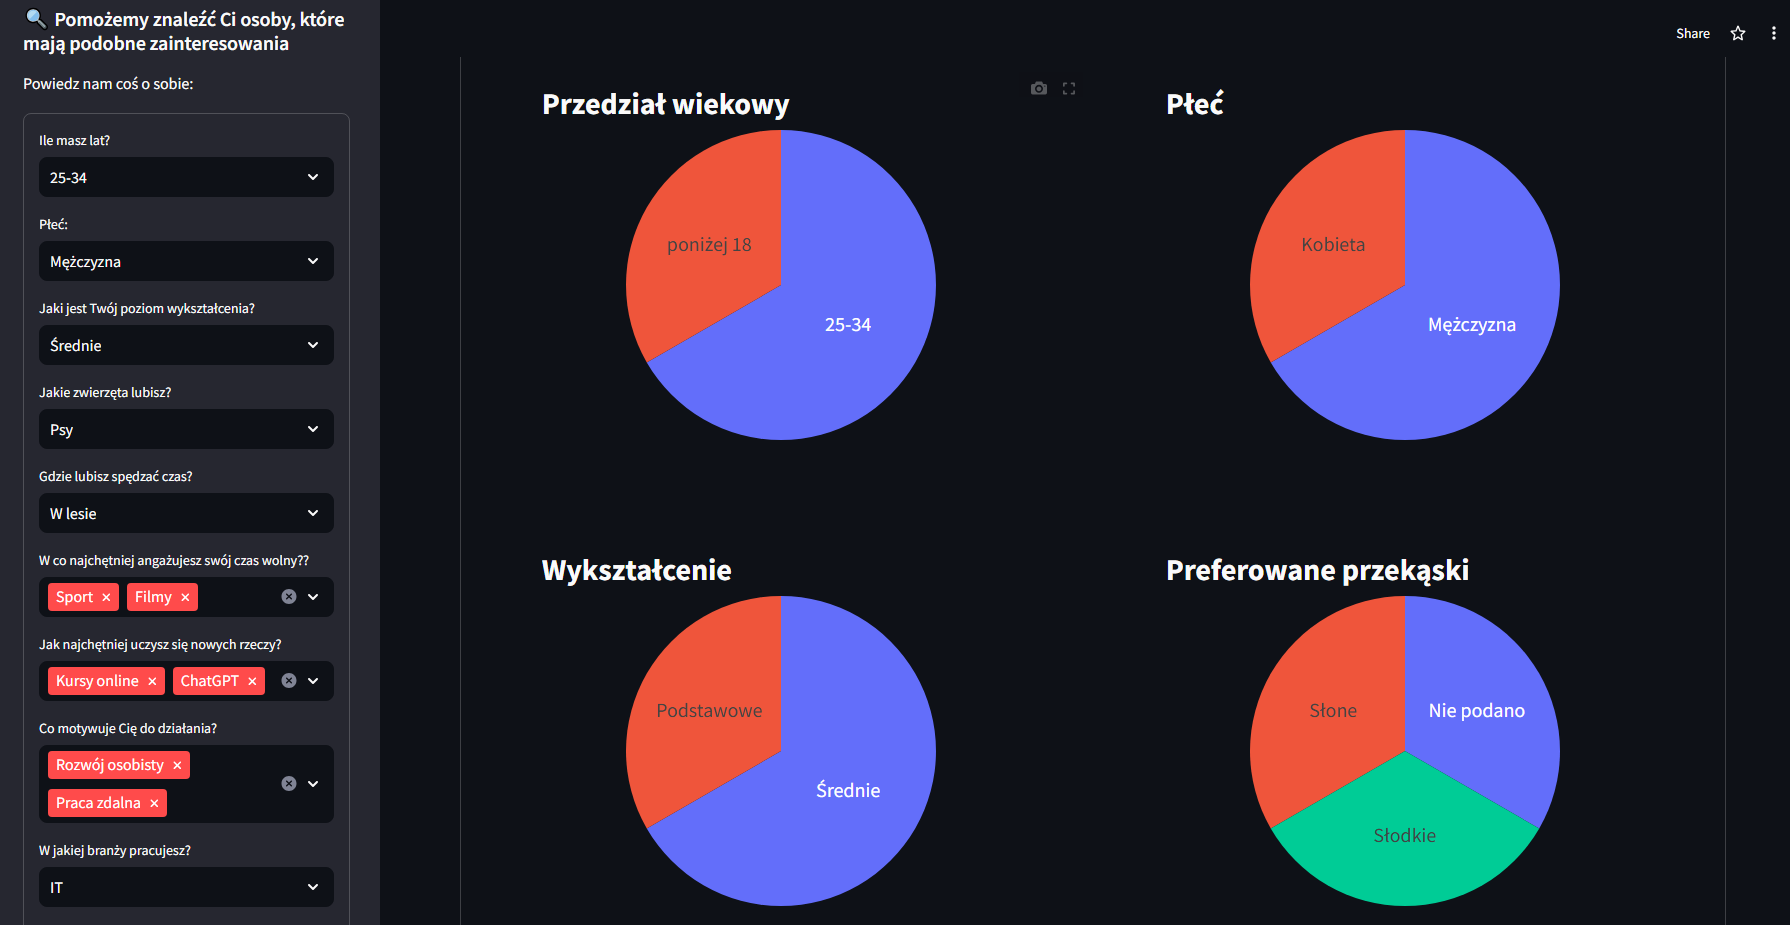 🔍 Pomożemy znaleźć Ci osoby, które
mają podobne zainteresowania
Powiedz nam coś o sobie:
Ile masz lat?
25-34
Płeć:
Mężczyzna
Jaki jest Twój poziom wykształcenia?
Średnie
Jakie zwierzęta lubisz?
Psy
Gdzie lubisz spędzać czas?
W lesie
W co najchętniej angażujesz swój czas wolny??
Sport × Filmy ×
Jak najchętniej uczysz się nowych rzeczy?
Kursy online × ChatGPT ×
Co motywuje Cię do działania?
Rozwój osobisty ×
Praca zdalna ×
W jakiej branży pracujesz?
IT
Share
Przedział wiekowy
poniżej 18
25-34
Płeć
Kobieta
Mężczyzna
Wykształcenie
Podstawowe
Średnie
Preferowane przekąski
Słone
Nie podano
Słodkie